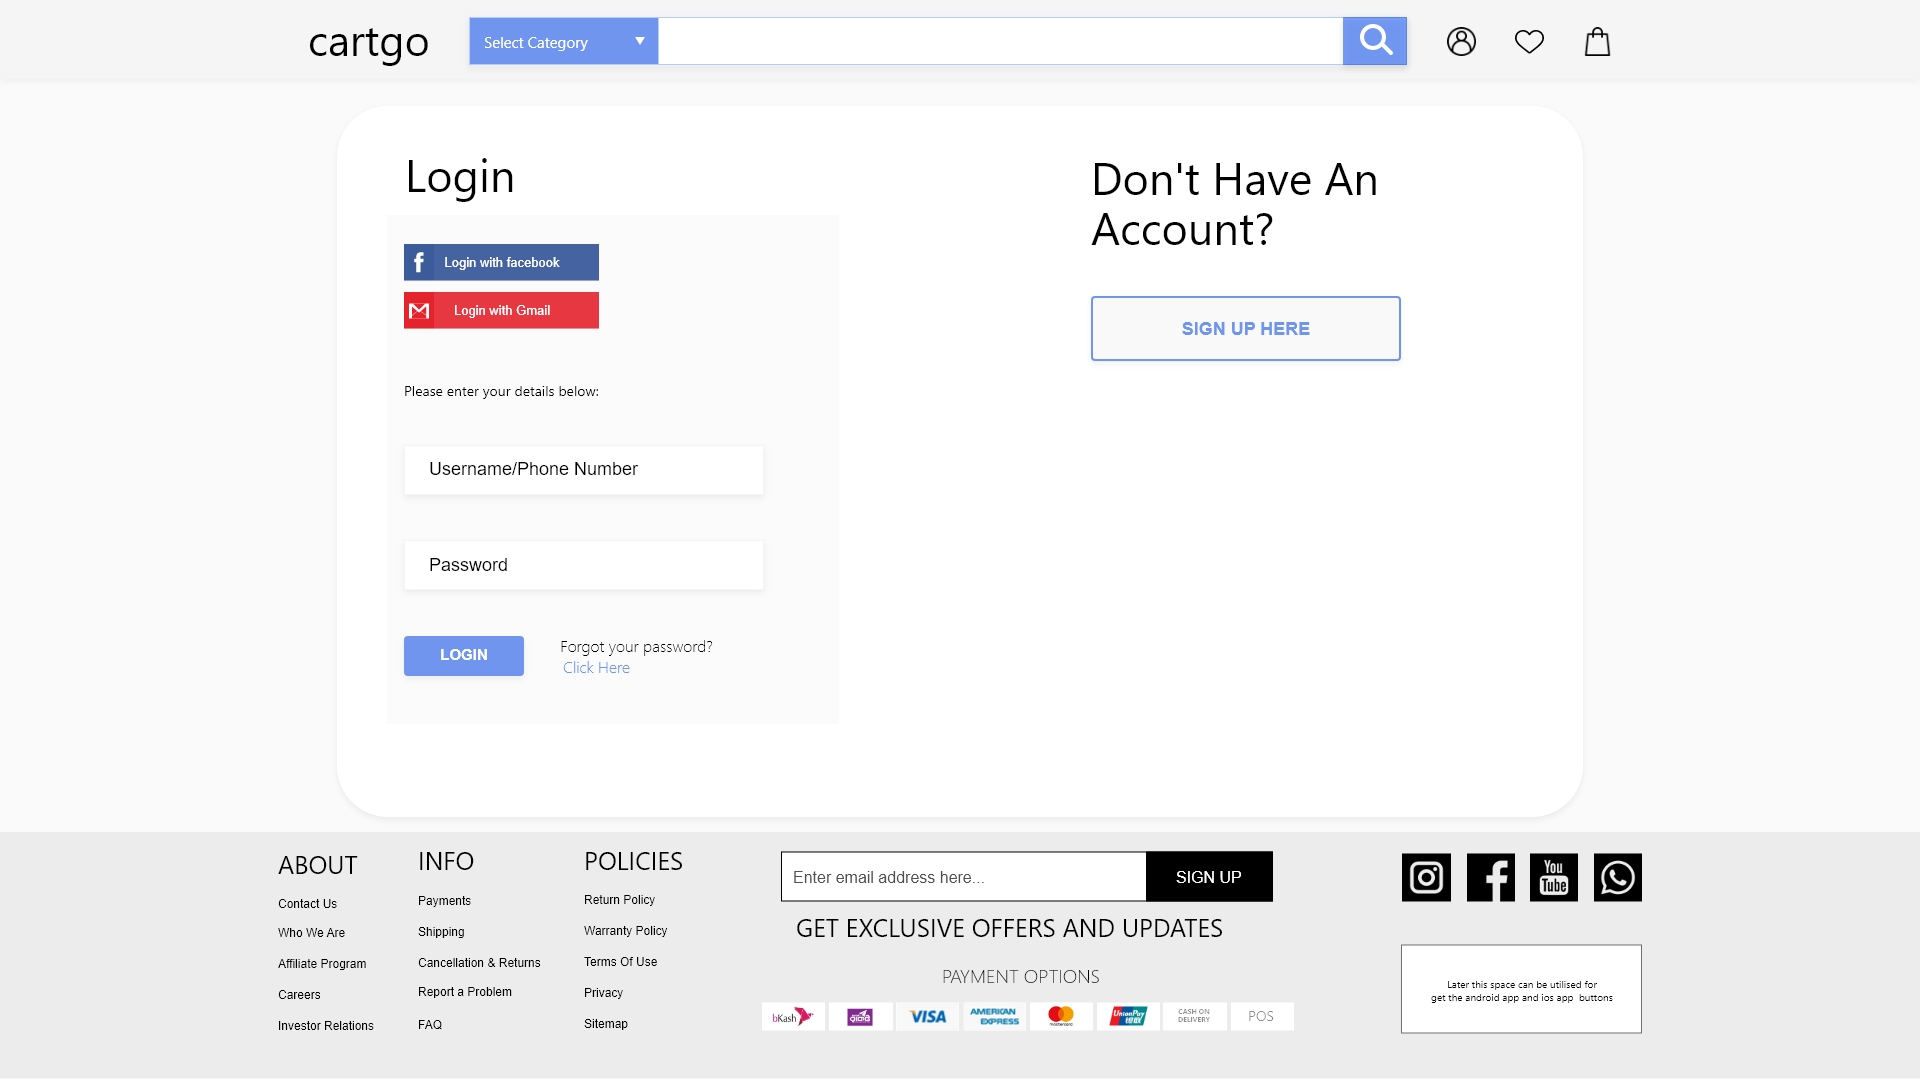 cartgo
Select Category
Login
Login with facebook
Login with Gmail
Please enter your details below:
Username/Phone Number
Password
LOGIN
Forgot your password?
Click Here
Don't Have An
Account?
SIGN UP HERE
ABOUT
Contact Us
Who We Are
Affiliate Program
Careers
Investor Relations
INFO
Payments
Shipping
Cancellation & Returns
Report a Problem
FAQ
POLICIES
Return Policy
Warranty Policy
Terms Of Use
Privacy
Sitemap
Enter email address here...
SIGN UP
GET EXCLUSIVE OFFERS AND UPDATES
PAYMENT OPTIONS
bKash
VISA
AMERICAN
EXPRESS
mastercard
UnionPay
银联
CASH ON
DELIVERY
POS
You
Tube
Later this space can be utilised for
get the android app and ios app buttons